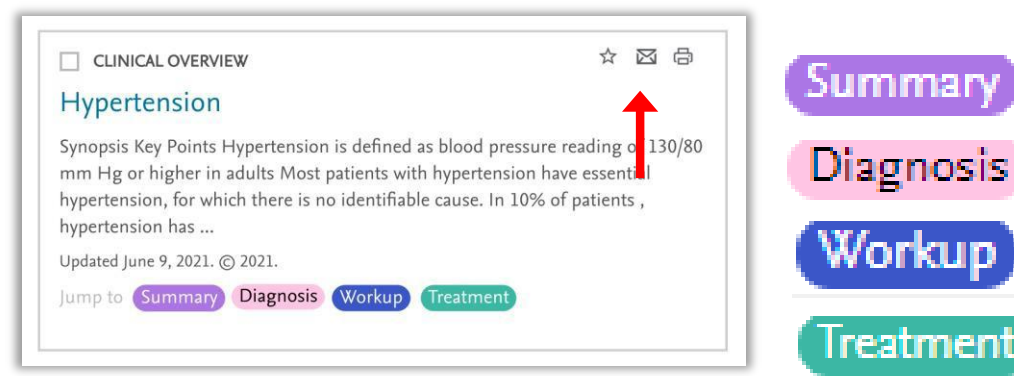 CLINICAL OVERVIEW
Hypertension
Synopsis Key Points Hypertension is defined as blood pressure reading of 130/80
mm Hg or higher in adults Most patients with hypertension have essential
hypertension, for which there is no identifiable cause. In 10% of patients ,
hypertension has ...
Updated June 9, 2021. © 2021.
Jump to Summary Diagnosis Workup Treatment
Summary
Diagnosis
Workup
Treatment